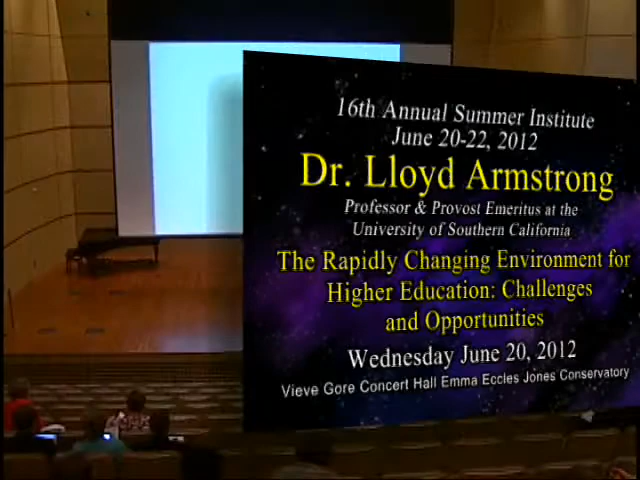 16th Annual Summer Institute
June 20-22, 2012
Dr. Lloyd Armstrong
Professor & Provost Emeritus at the
University of Southern California
The Rapidly Changing Environment for
Higher Education: Challenges
and Opportunities
Wednesday June 20, 2012
Vieve Gore Concert Hall Emma Eccles Jones Conservatory